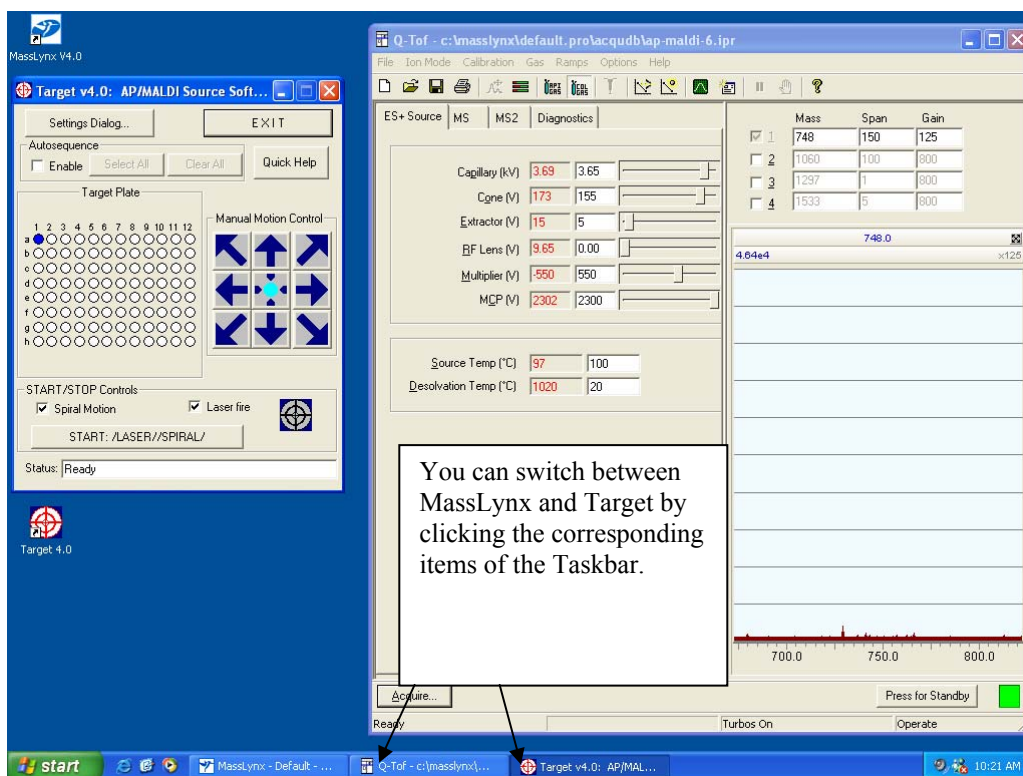 MassLynx V4.0
Target v4.0: AP/MALDI Source Soft...
Settings Dialog...
EXIT
Autosequence
Enable
Select All
Clear All
Quick Help
Target Plate
1 2 3 4 5 6 7 8 9 10 11 12
a
b
c
d
e
f
g
h
Manual Motion Control
START/STOP Controls
Spiral Motion
Laser fire
START: /LASER//SPIRAL/
Status: Ready
Target 4.0
Q-Tof - c:\masslynx\default.pro\acqudb\ap-maldi-6.ipr
File Ion Mode Calibration Gas Ramps Options Help
ES+ Source MS MS2 Diagnostics
Capillary (kV) 3.69 3.65
Cone (V) 173 155
Extractor (V) 15 5
RF Lens (V) 9.65 0.00
Multiplier (V) -550 550
MCP (V) 2302 2300
Source Temp (°C) 97 100
Desolvation Temp (°C) 1020 20
Mass Span Gain
1 748 150 125
2 1060 100 800
3 1297 1 800
4 1533 5 800
748.0
4.64e4 x125
700.0 750.0 800.0
You can switch between
MassLynx and Target by
clicking the corresponding
items of the Taskbar.
Acquire...
Press for Standby
Ready Turbos On Operate
start
MassLynx - Default - ...
Q-Tof - c:\masslynx\...
Target v4.0: AP/MAL...
10:21 AM